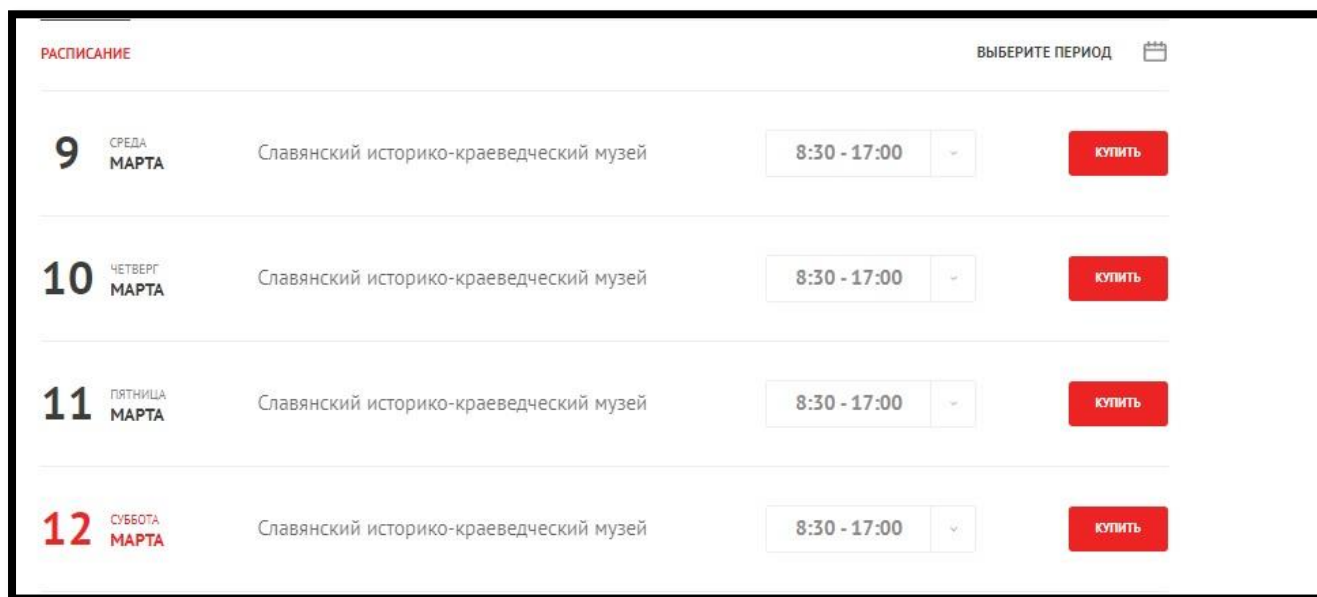 РАСПИСАНИЕ ВЫБЕРИТЕ ПЕРИОД
9 СРЕДА МАРТА Славянский историко-краеведческий музей 8:30 - 17:00 КУПИТЬ
10 ЧЕТВЕРГ МАРТА Славянский историко-краеведческий музей 8:30 - 17:00 КУПИТЬ
11 ПЯТНИЦА МАРТА Славянский историко-краеведческий музей 8:30 - 17:00 КУПИТЬ
12 СУББОТА МАРТА Славянский историко-краеведческий музей 8:30 - 17:00 КУПИТЬ